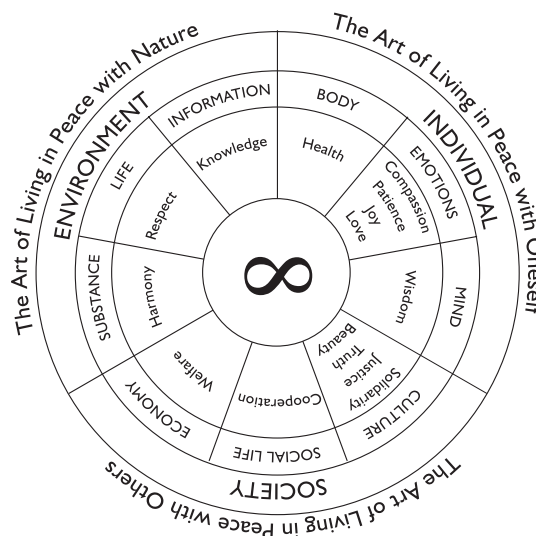 The Art of Living in Peace with Nature
The Art of Living in Peace with Oneself
The Art of Living in Peace with Others
ENVIRONMENT
INDIVIDUAL
SOCIETY
INFORMATION
BODY
EMOTIONS
MIND
CULTURE
SOCIAL LIFE
ECONOMY
SUBSTANCE
LIFE
Knowledge
Health
Compassion
Patience
Joy
Love
Wisdom
Beauty
Truth
Justice
Solidarity
Cooperation
Welfare
Harmony
Respect
∞